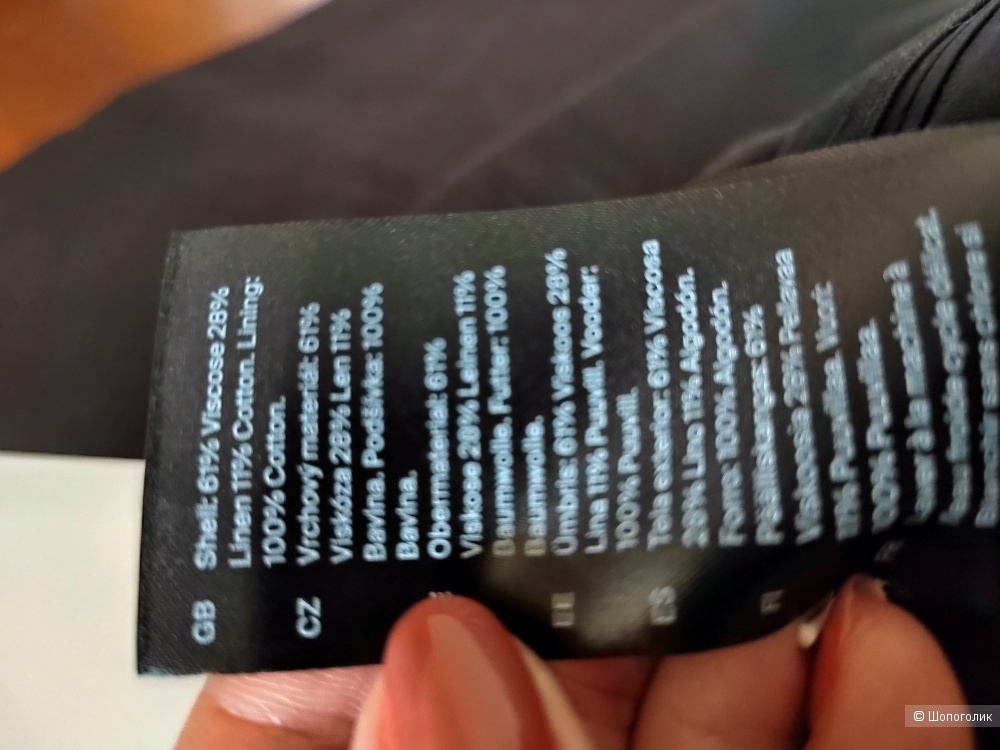 GB
Shell: 61% Viscose 28%
Linen 11% Cotton. Lining:
100% Cotton.
CZ
Vrchový materiál: 61%
Viskóza 28% Len 11%
Bavlna. Podšívka: 100%
Bavlna.
Obermaterial: 61%
Viskose 28% Leinen 11%
Baumwolle. Futter: 100%
Baumwolle.
EE
Ümbris: 61% Viskoos 28%
Lina 11% Puuvill. Vooder:
100% Puuvill.
ES
Tela exterior: 61% Viscosa
28% Lino 11% Algodón.
Forro: 100% Algodón.
FI
Päällikangas: 61%
Viskoosia 28% Pellavaa
11% Puuvillaa. Vuori:
100% Puuvillaa.
laver à la machine à
© Шопоголик